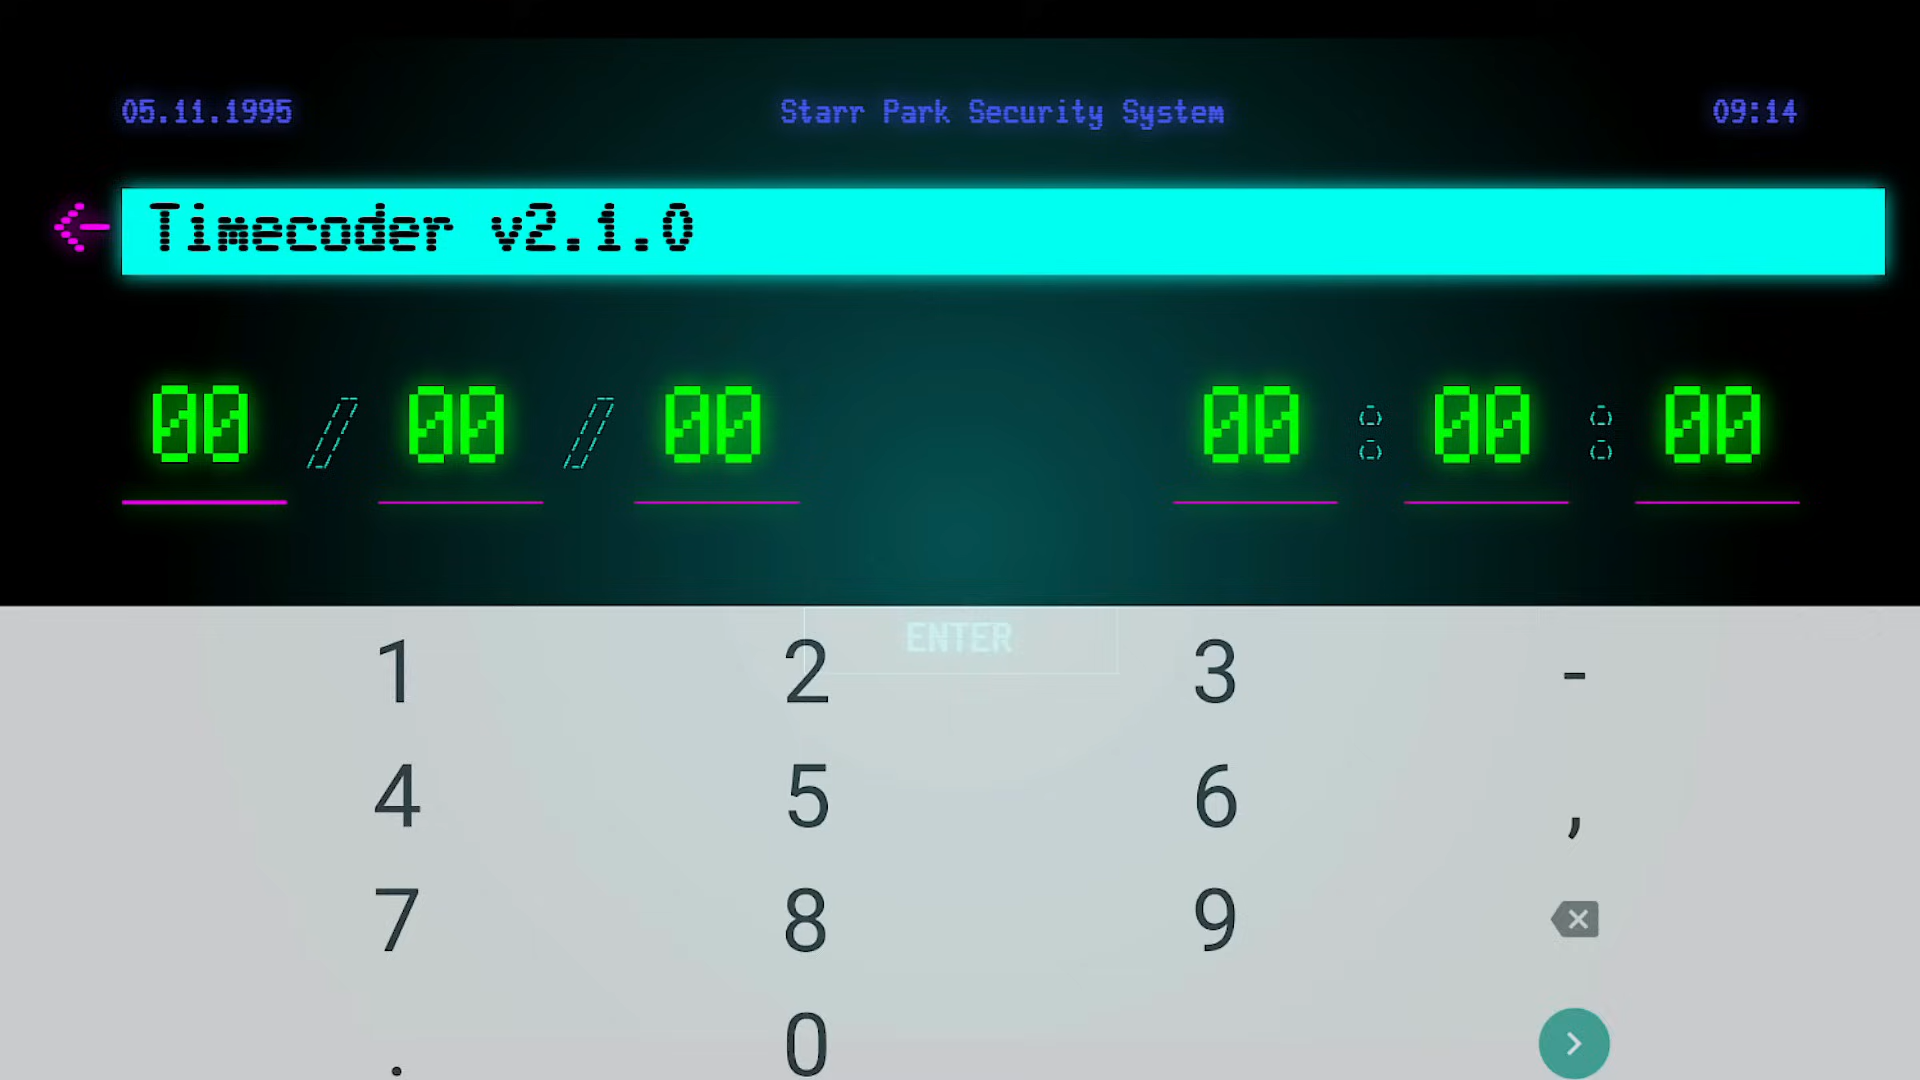 05.11.1995 Starr Park Security System 09:14
Timecoder v2.1.0
00 // 00 // 00 00 : 00 : 00
ENTER
1 2 3 -
4 5 6 ,
7 8 9
. 0